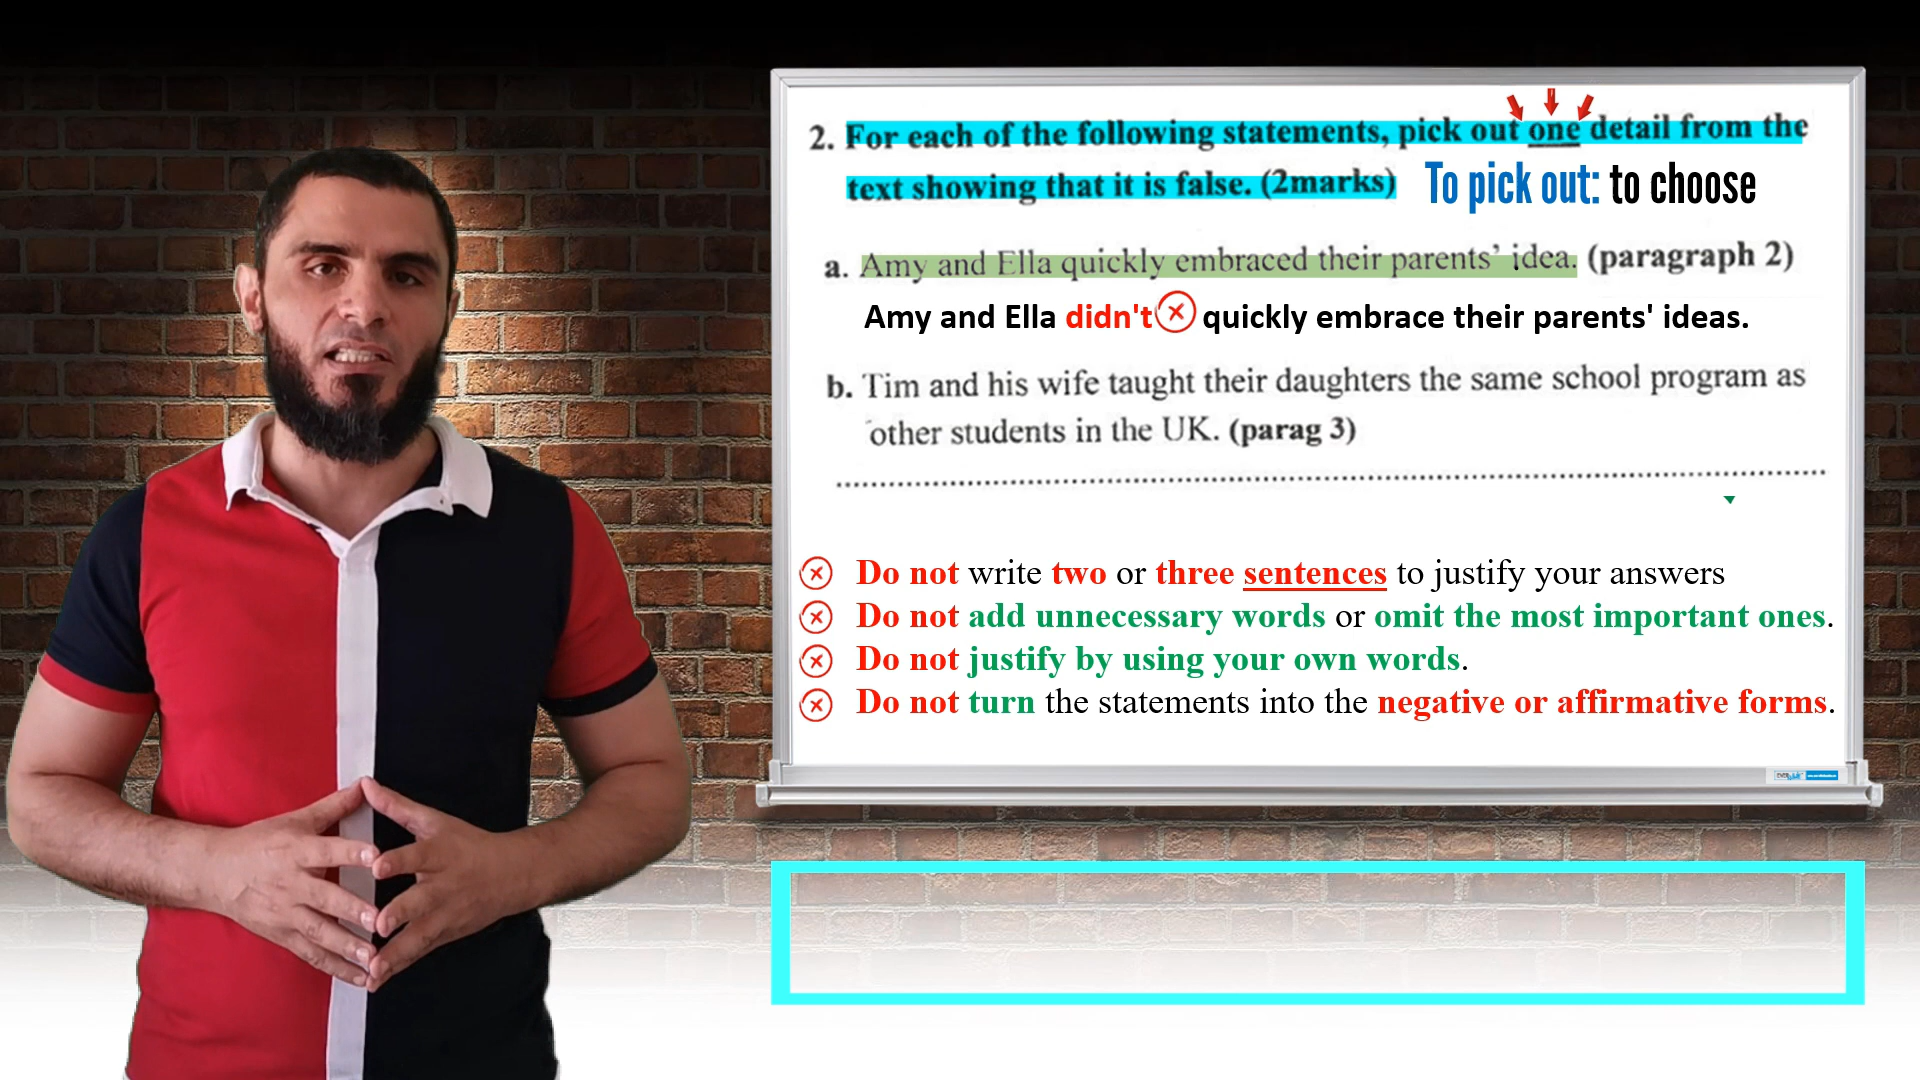 2. For each of the following statements, pick out one detail from the
text showing that it is false. (2marks)
To pick out: to choose
a. Amy and Ella quickly embraced their parents’ idea. (paragraph 2)
Amy and Ella didn't quickly embrace their parents' ideas.
b. Tim and his wife taught their daughters the same school program as
other students in the UK. (parag 3)
Do not write two or three sentences to justify your answers
Do not add unnecessary words or omit the most important ones.
Do not justify by using your own words.
Do not turn the statements into the negative or affirmative forms.